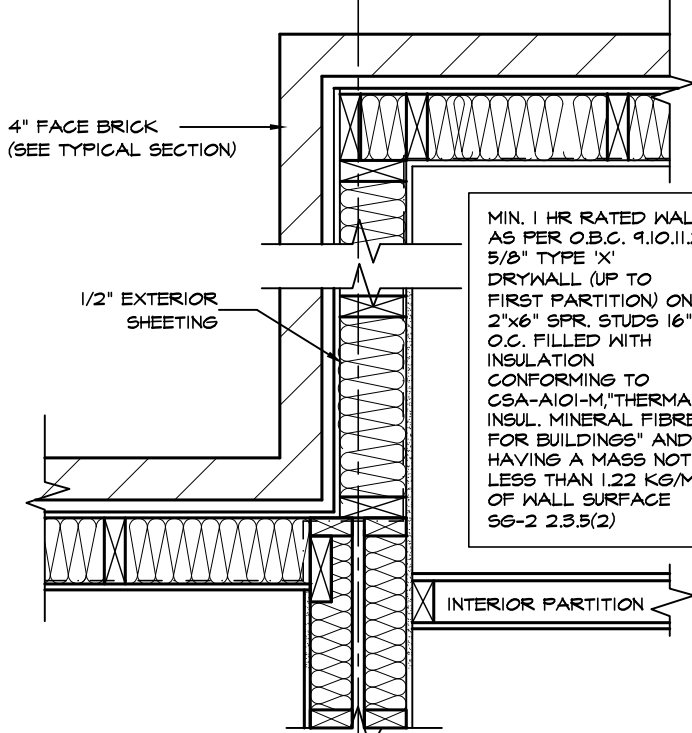 4" FACE BRICK
(SEE TYPICAL SECTION)
1/2" EXTERIOR
SHEETING
MIN. 1 HR RATED WAL
AS PER O.B.C. 9.10.11.
5/8" TYPE 'X'
DRYWALL (UP TO
FIRST PARTITION) ON
2"x6" SPR. STUDS 16"
O.C. FILLED WITH
INSULATION
CONFORMING TO
CSA-A101-M,"THERMA
INSUL. MINERAL FIBRE
FOR BUILDINGS" AND
HAVING A MASS NOT
LESS THAN 1.22 KG/M
OF WALL SURFACE
SG-2 2.3.5(2)
INTERIOR PARTITION